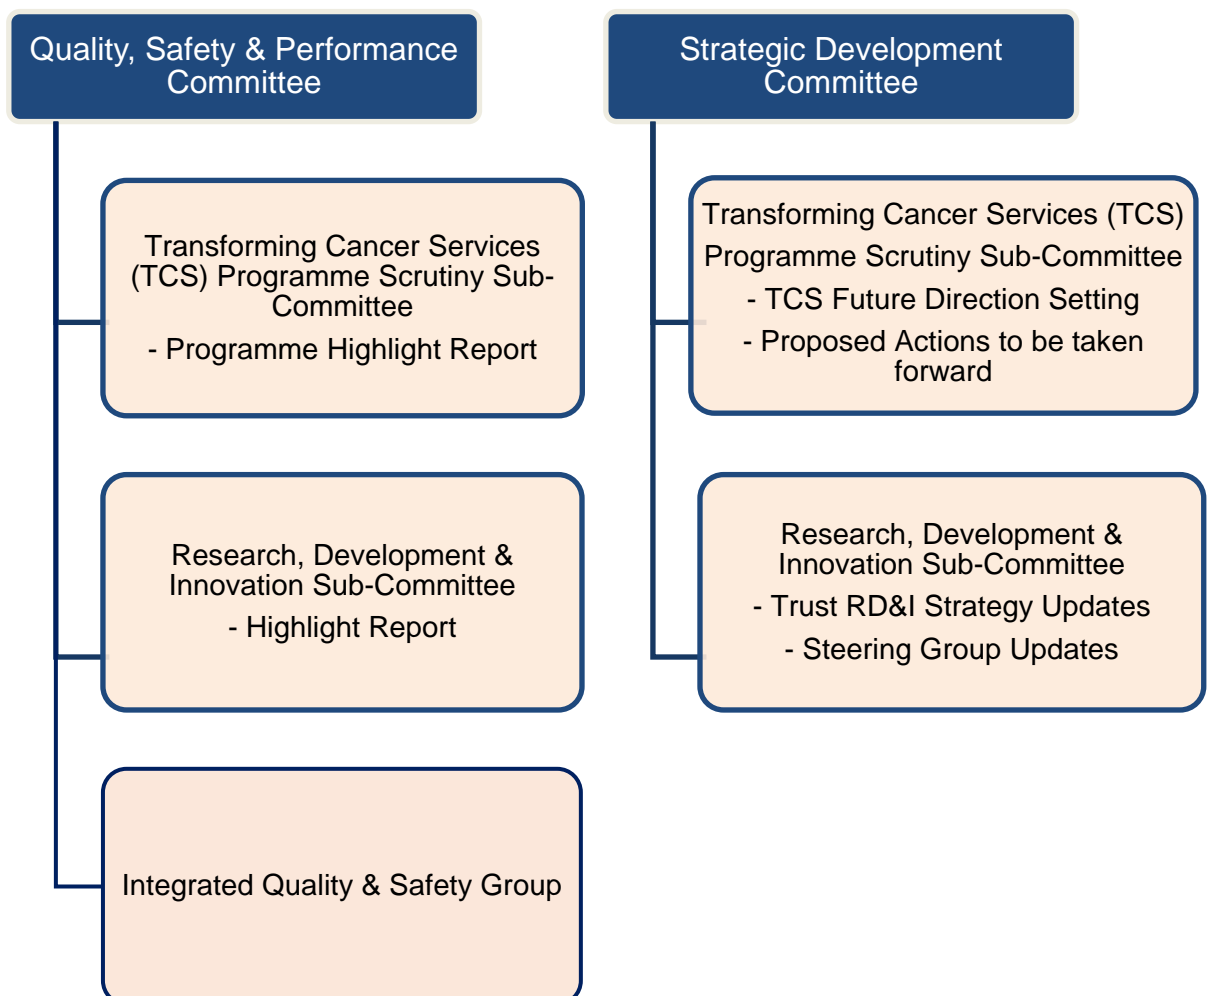 Quality, Safety & Performance
Committee
Transforming Cancer Services
(TCS) Programme Scrutiny Sub-
Committee
- Programme Highlight Report
Research, Development &
Innovation Sub-Committee
- Highlight Report
Integrated Quality & Safety Group
Strategic Development
Committee
Transforming Cancer Services (TCS)
Programme Scrutiny Sub-Committee
- TCS Future Direction Setting
- Proposed Actions to be taken
forward
Research, Development &
Innovation Sub-Committee
- Trust RD&I Strategy Updates
- Steering Group Updates